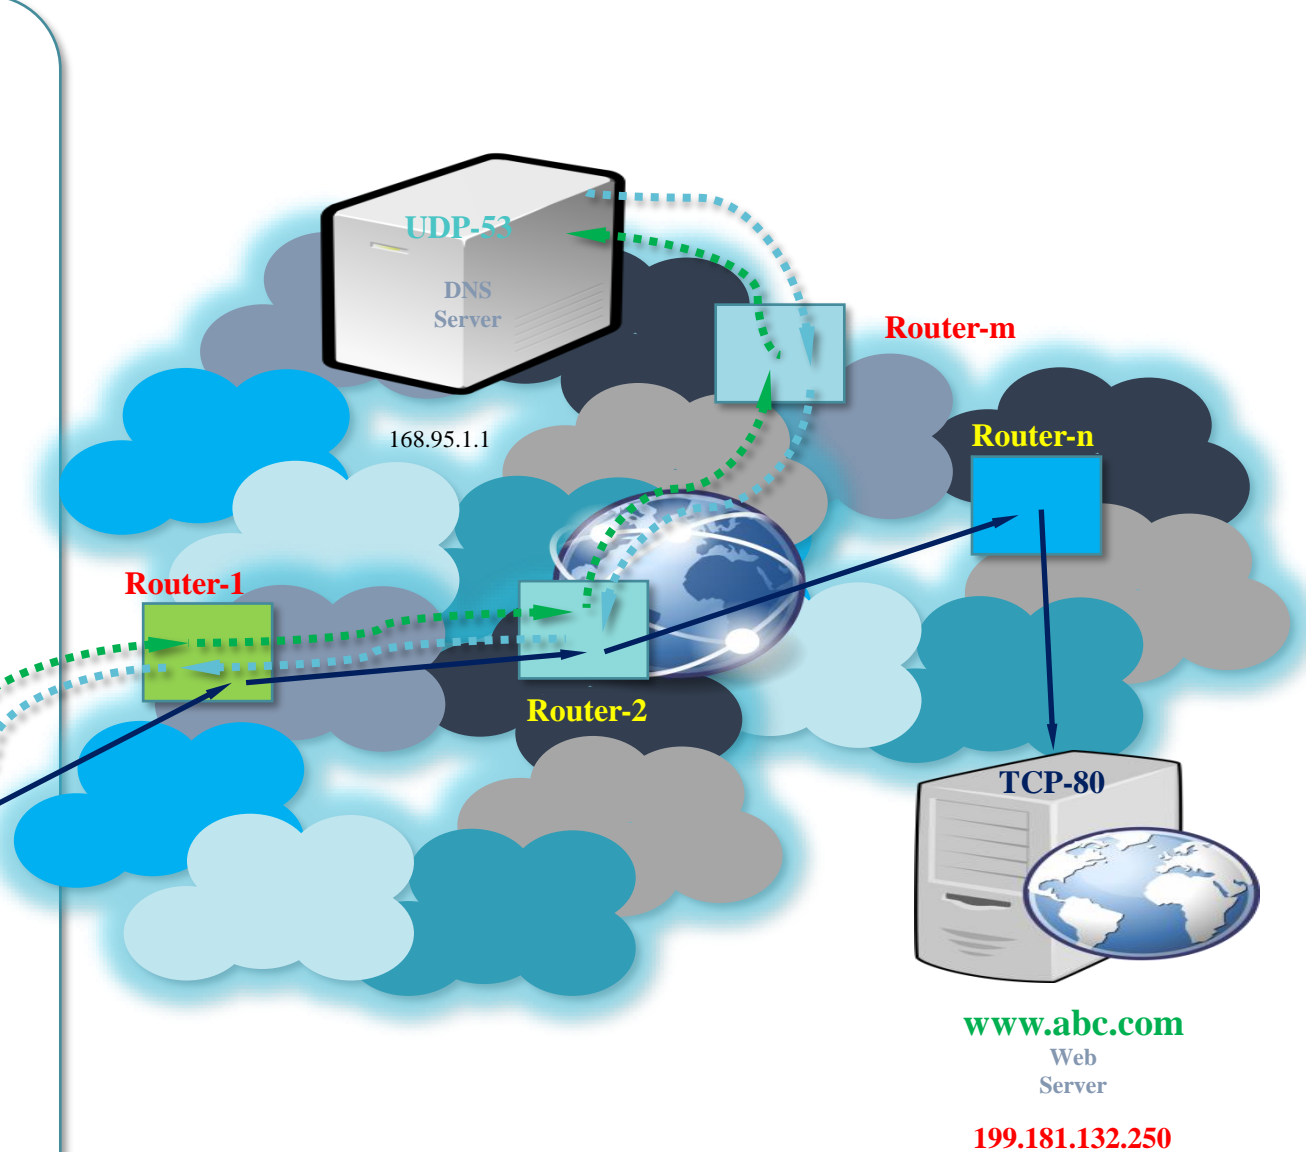 UDP-53
DNS
Server
Router-m
168.95.1.1
Router-n
Router-1
Router-2
TCP-80
www.abc.com
Web
Server
199.181.132.250